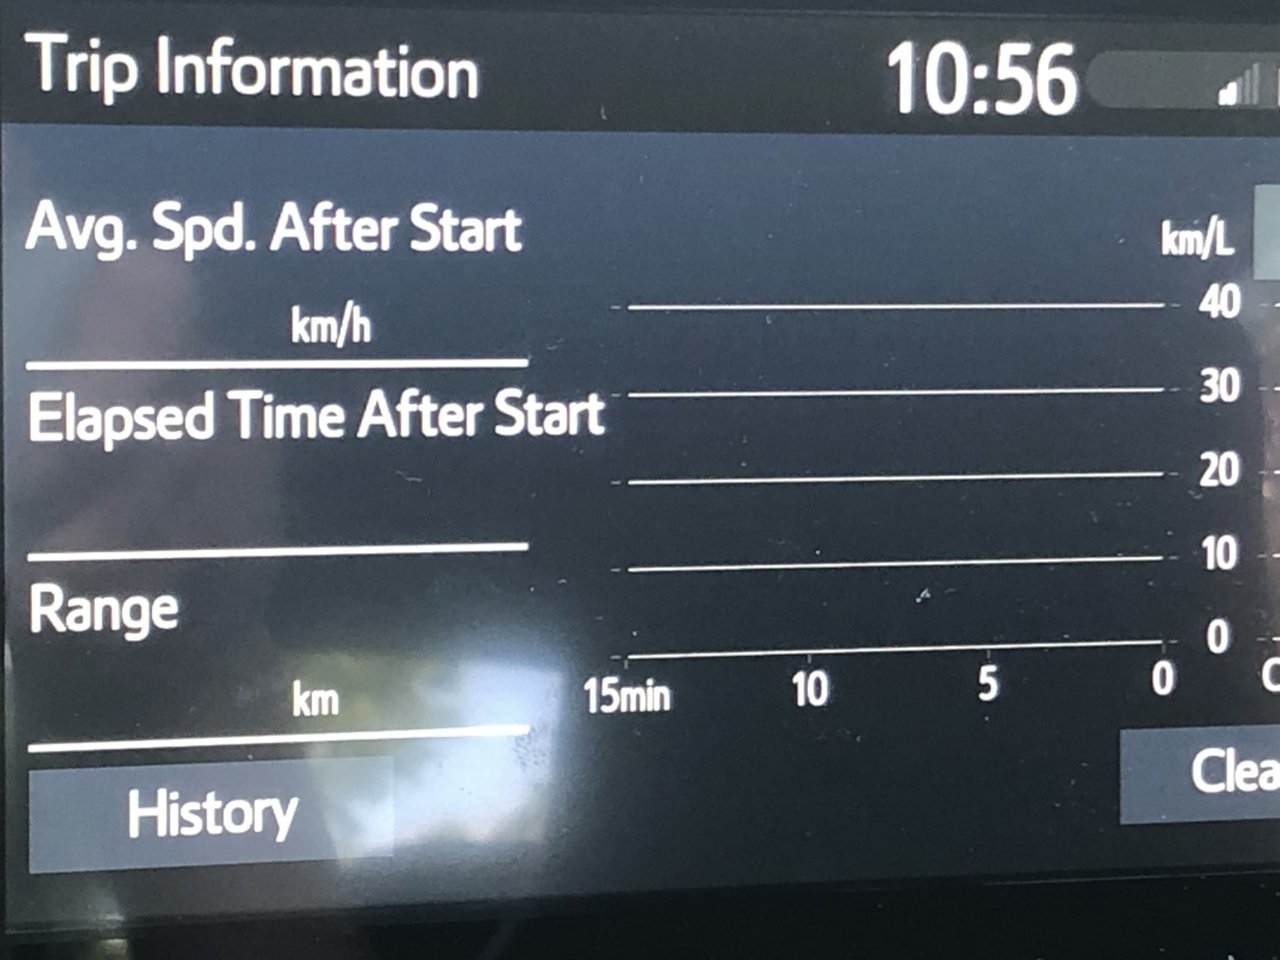 Trip Information
10:56
Avg. Spd. After Start
km/h
Elapsed Time After Start
Range
km
History
km/L
40
30
20
10
0
15min 10 5 0
Clea